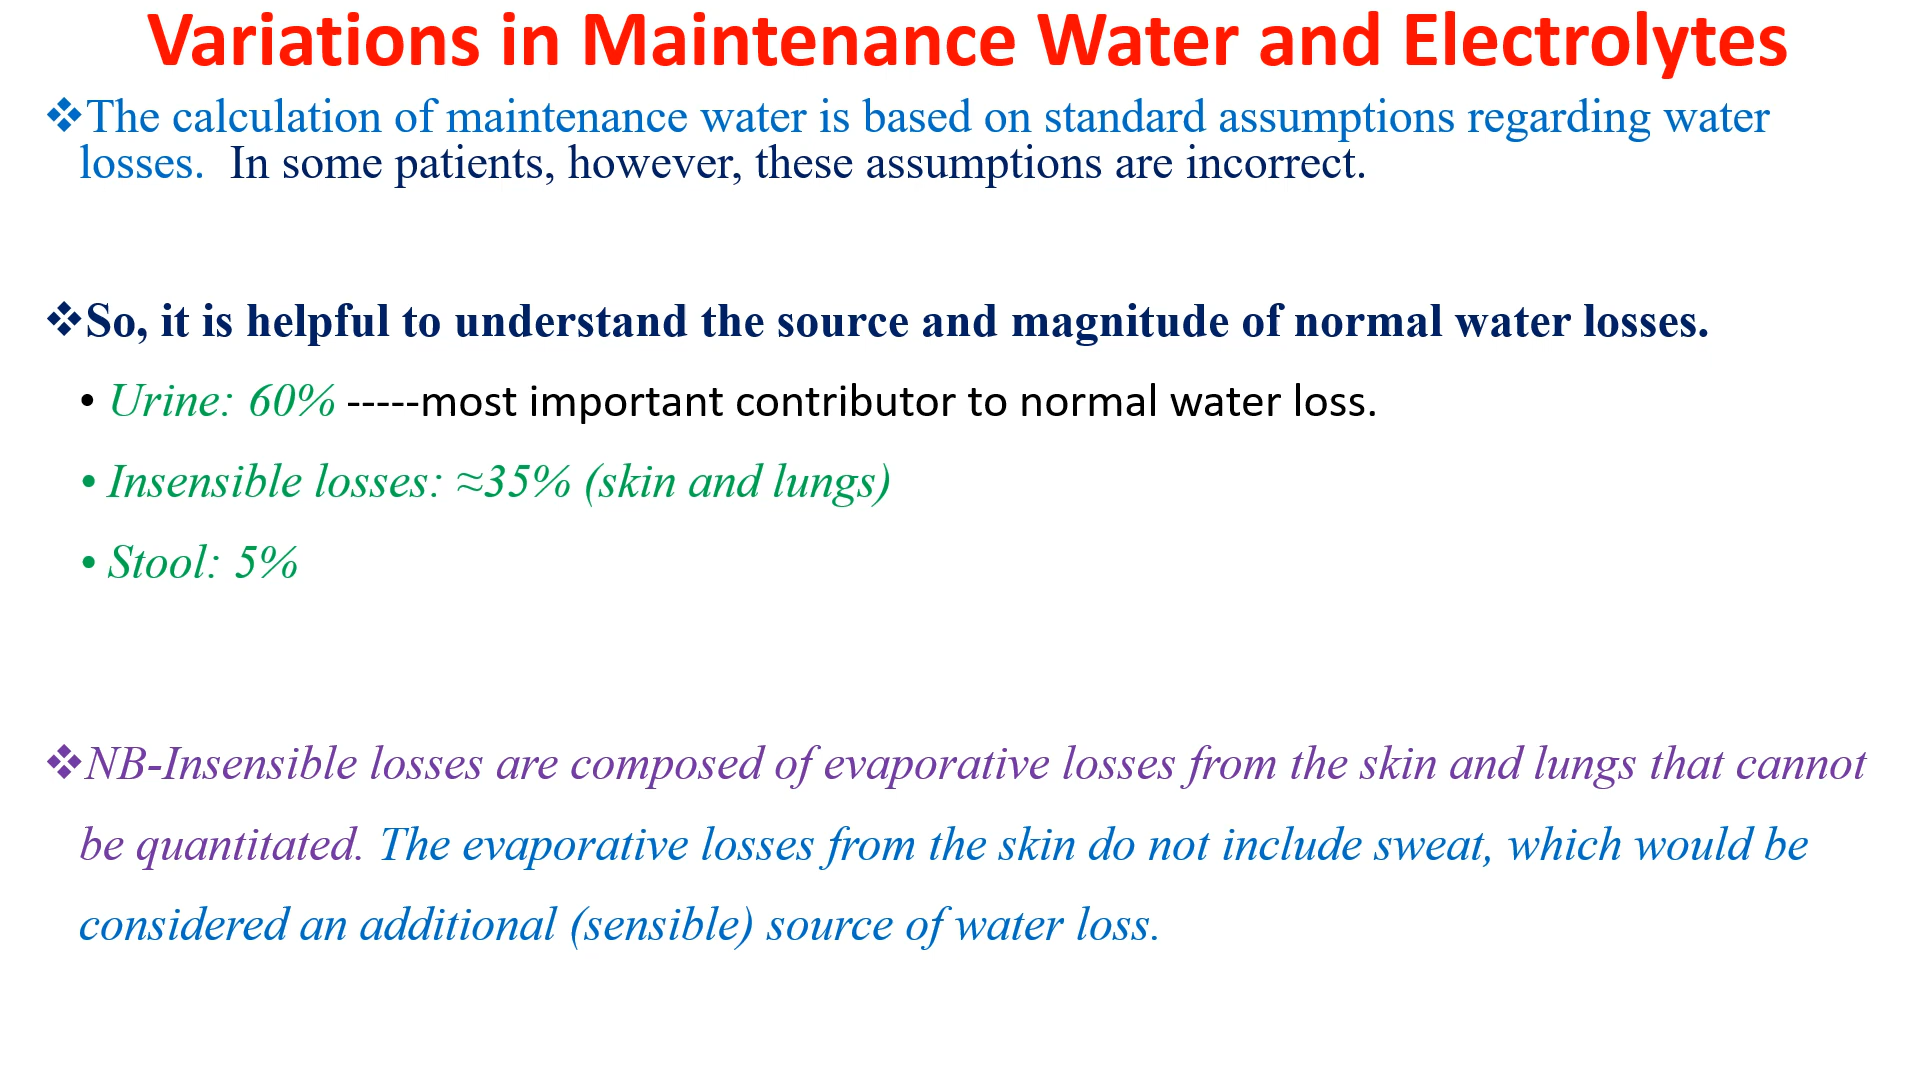 Variations in Maintenance Water and Electrolytes
❖The calculation of maintenance water is based on standard assumptions regarding water
losses.  In some patients, however, these assumptions are incorrect.
❖So, it is helpful to understand the source and magnitude of normal water losses.
• Urine: 60% -----most important contributor to normal water loss.
• Insensible losses: ≈35% (skin and lungs)
• Stool: 5%
❖NB-Insensible losses are composed of evaporative losses from the skin and lungs that cannot
be quantitated. The evaporative losses from the skin do not include sweat, which would be
considered an additional (sensible) source of water loss.